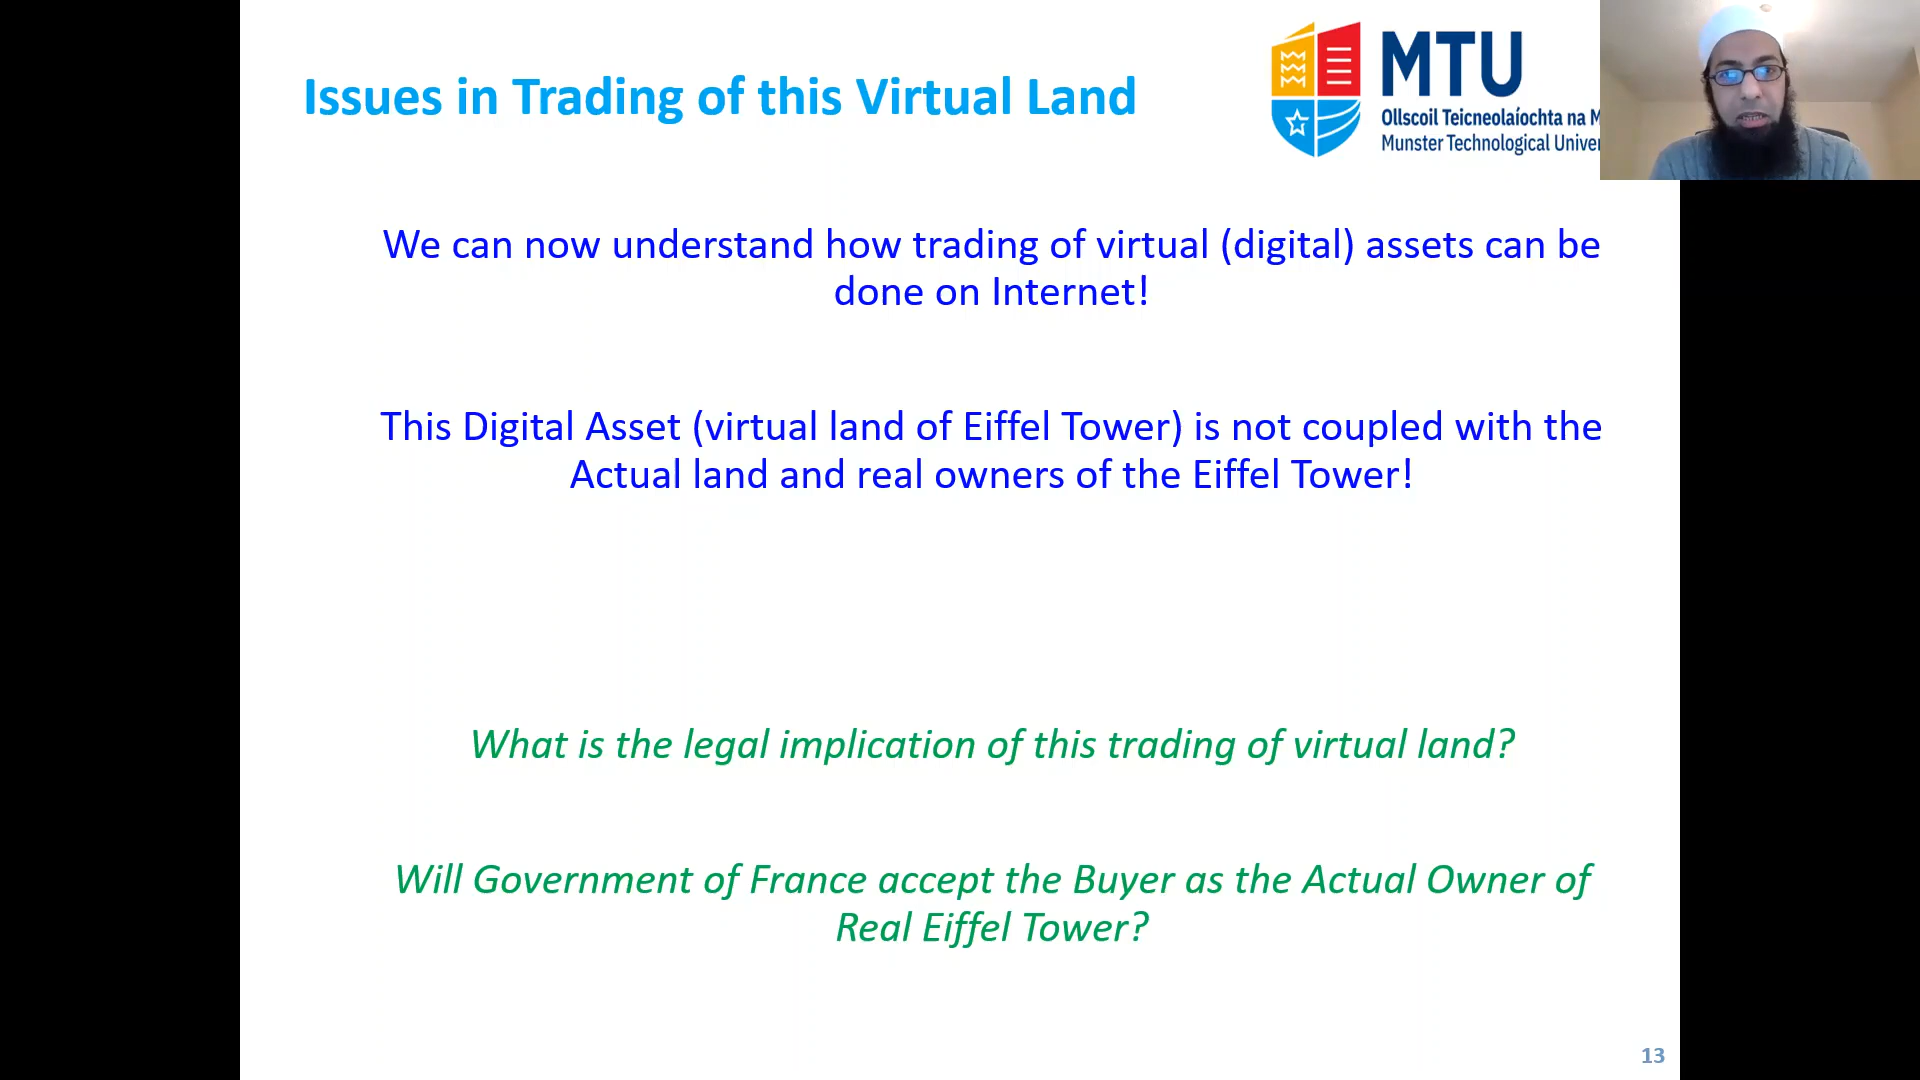 Issues in Trading of this Virtual Land
MTU
Ollscoil Teicneolaíochta na
Munster Technological
We can now understand how trading of virtual (digital) assets can be
done on Internet!
This Digital Asset (virtual land of Eiffel Tower) is not coupled with the
Actual land and real owners of the Eiffel Tower!
What is the legal implication of this trading of virtual land?
Will Government of France accept the Buyer as the Actual Owner of
Real Eiffel Tower?
13